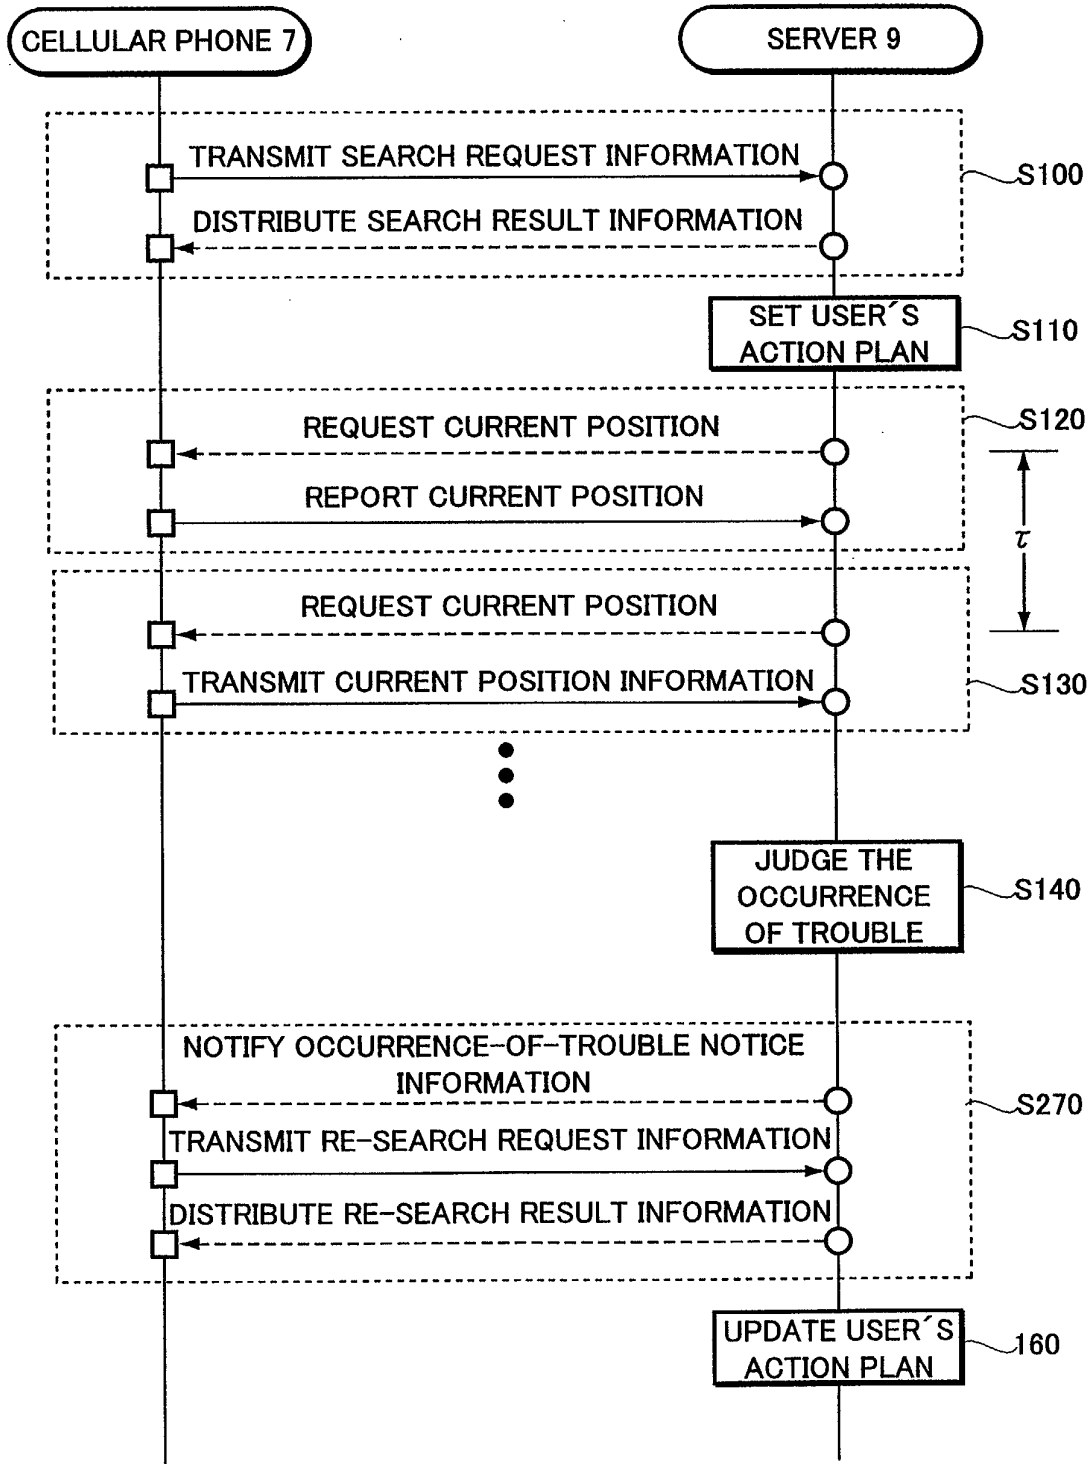 CELLULAR PHONE 7
SERVER 9
TRANSMIT SEARCH REQUEST INFORMATION
S100
DISTRIBUTE SEARCH RESULT INFORMATION
SET USER´S
ACTION PLAN
S110
REQUEST CURRENT POSITION
S120
REPORT CURRENT POSITION
τ
REQUEST CURRENT POSITION
TRANSMIT CURRENT POSITION INFORMATION
S130
JUDGE THE
OCCURRENCE
OF TROUBLE
S140
NOTIFY OCCURRENCE-OF-TROUBLE NOTICE
INFORMATION
S270
TRANSMIT RE-SEARCH REQUEST INFORMATION
DISTRIBUTE RE-SEARCH RESULT INFORMATION
UPDATE USER´S
ACTION PLAN
160